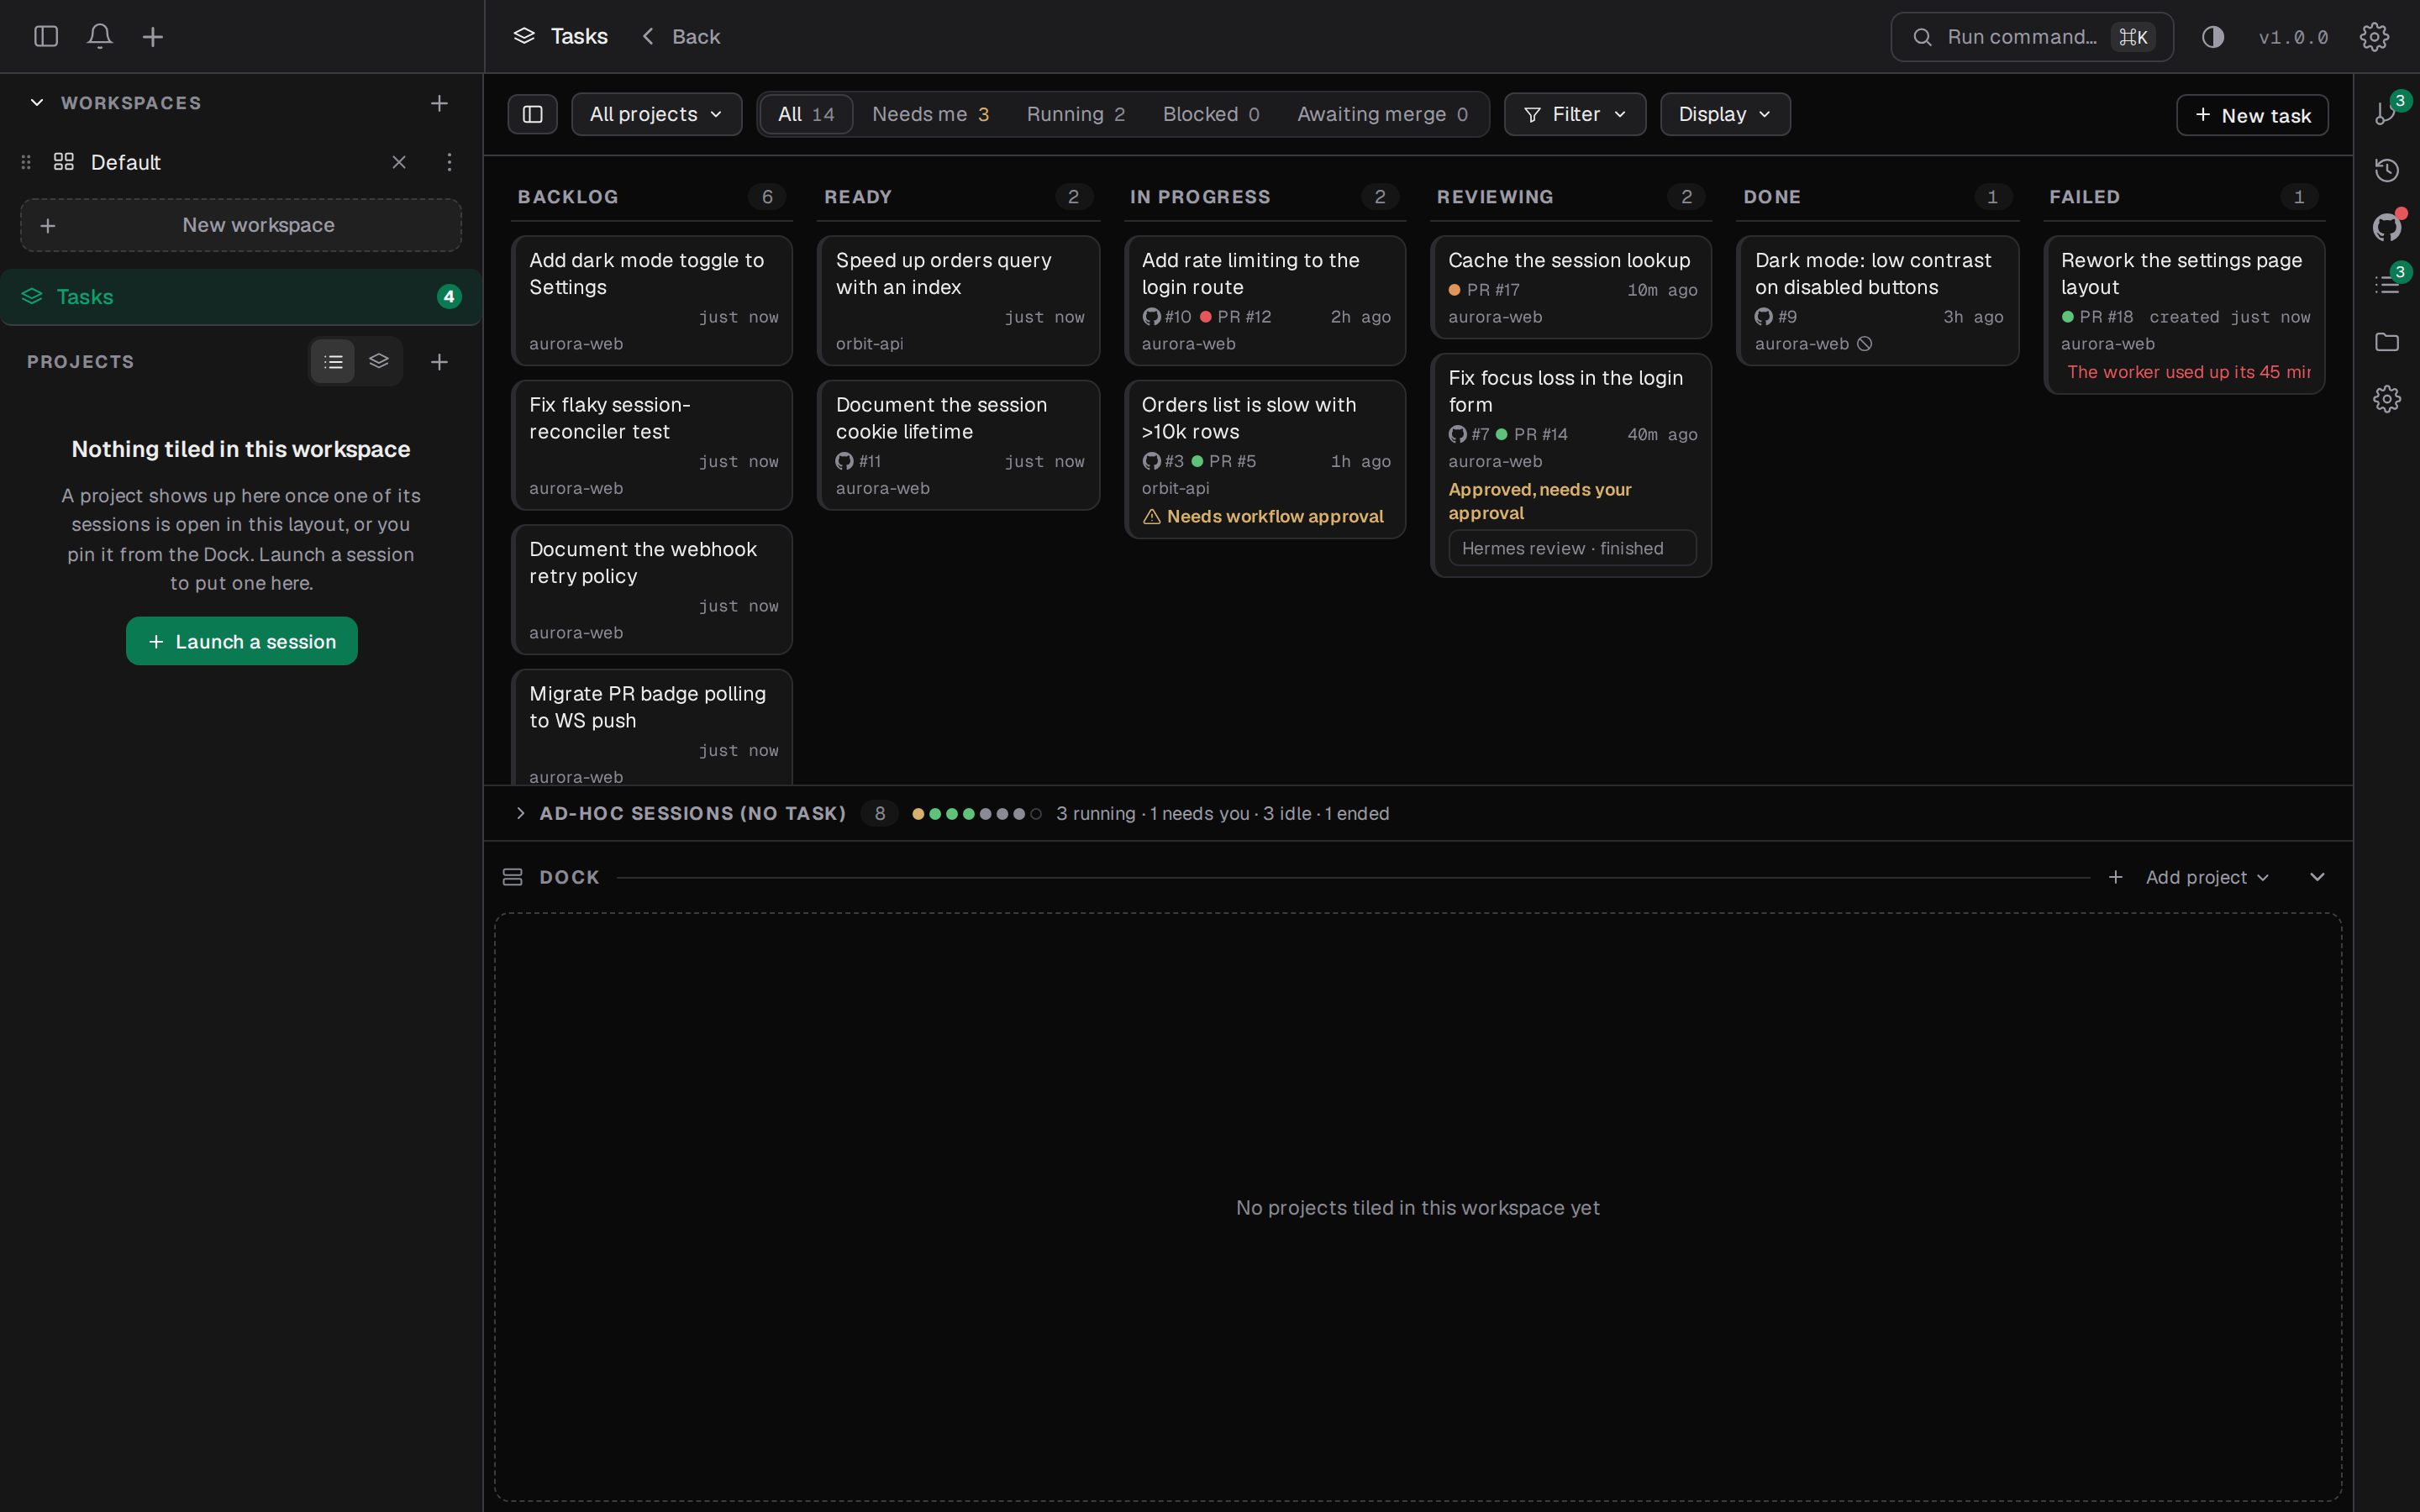 Tasks
Back
Run command...
⌘K
v1.0.0
WORKSPACES
Default
New workspace
Tasks
4
PROJECTS
Nothing tiled in this workspace
A project shows up here once one of its
sessions is open in this layout, or you
pin it from the Dock. Launch a session
to put one here.
Launch a session
All projects
All 14
Needs me 3
Running 2
Blocked 0
Awaiting merge 0
Filter
Display
New task
BACKLOG 6
Add dark mode toggle to
Settings
just now
aurora-web
Fix flaky session-
reconciler test
just now
aurora-web
Document the webhook
retry policy
just now
aurora-web
Migrate PR badge polling
to WS push
just now
aurora-web
READY 2
Speed up orders query
with an index
just now
orbit-api
Document the session
cookie lifetime
#11 just now
aurora-web
IN PROGRESS 2
Add rate limiting to the
login route
#10 PR #12 2h ago
aurora-web
Orders list is slow with
>10k rows
#3 PR #5 1h ago
orbit-api
Needs workflow approval
REVIEWING 2
Cache the session lookup
PR #17 10m ago
aurora-web
Fix focus loss in the login
form
#7 PR #14 40m ago
aurora-web
Approved, needs your
approval
Hermes review · finished
DONE 1
Dark mode: low contrast
on disabled buttons
#9 3h ago
aurora-web
FAILED 1
Rework the settings page
layout
PR #18 created just now
aurora-web
The worker used up its 45 min
AD-HOC SESSIONS (NO TASK) 8 3 running · 1 needs you · 3 idle · 1 ended
DOCK
Add project
No projects tiled in this workspace yet
3
3